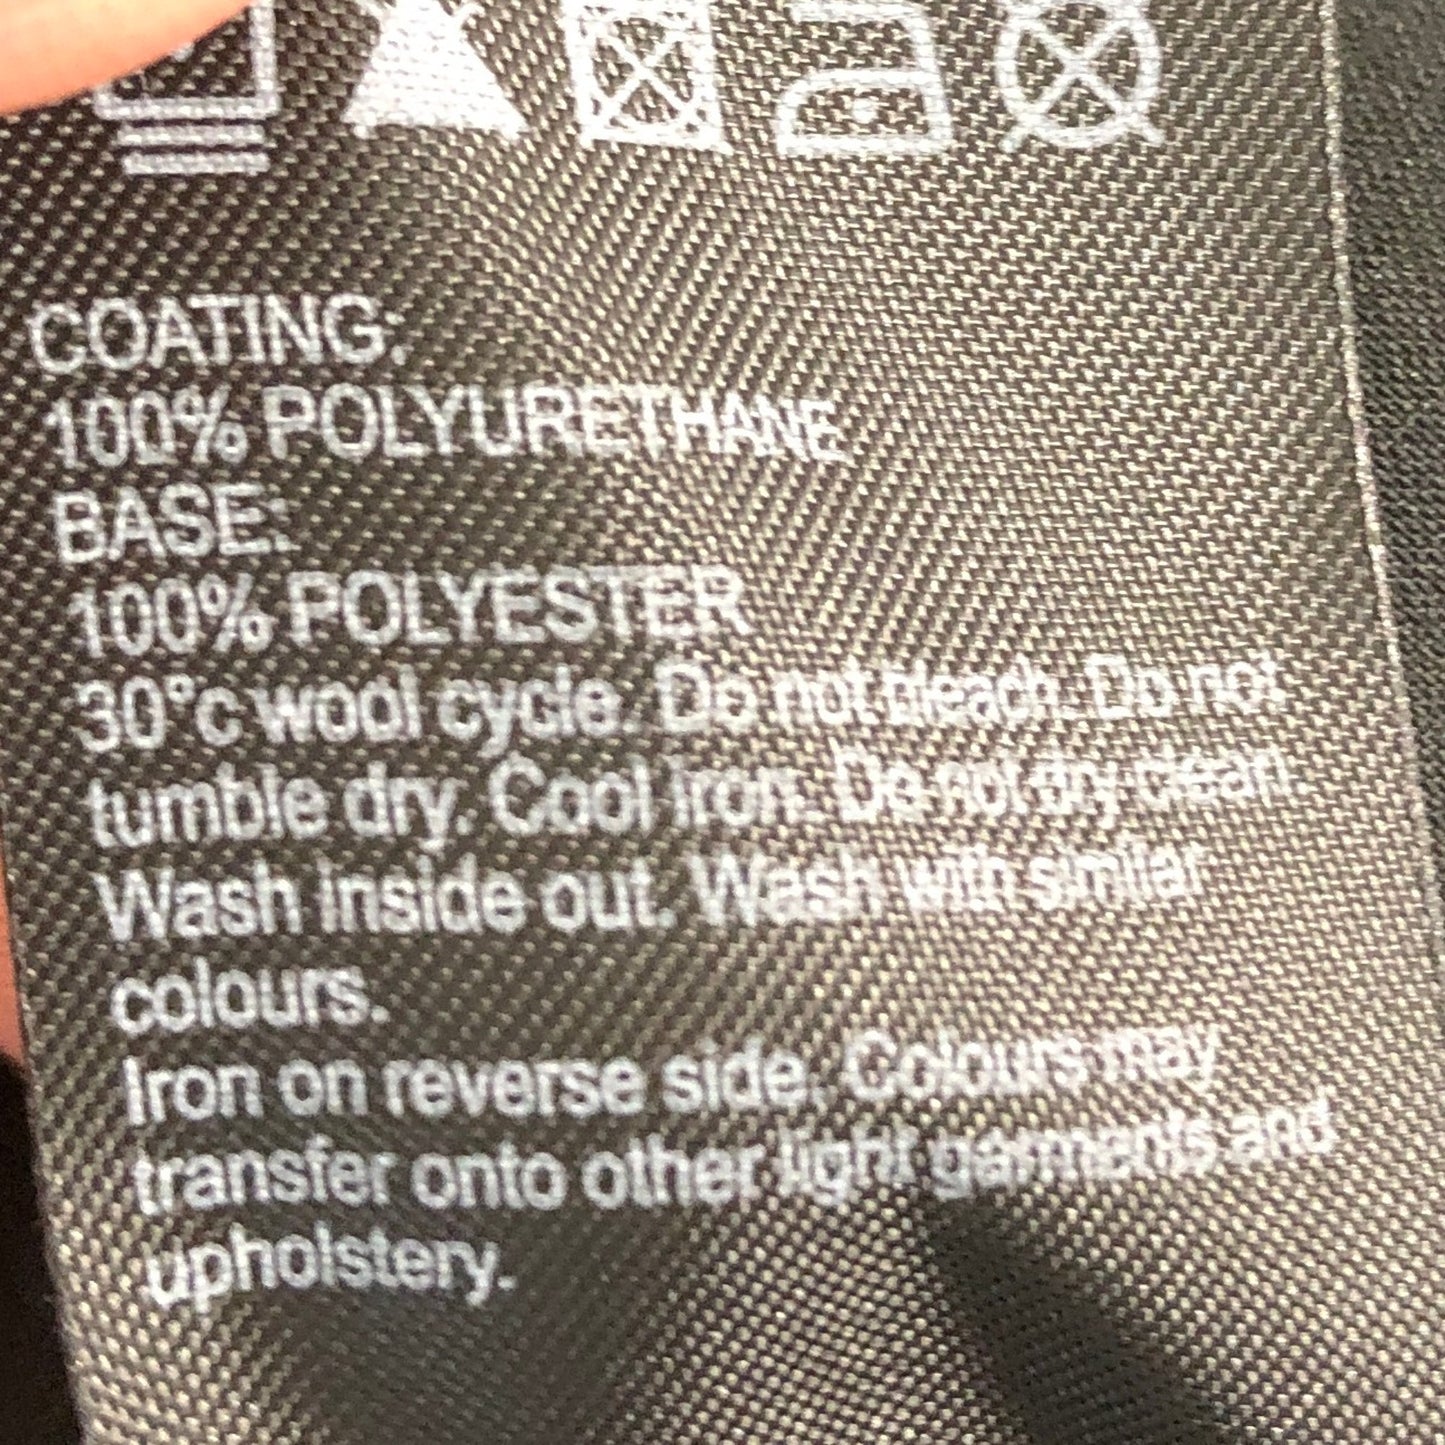 COATING:
100% POLYURETHANE
BASE:
100% POLYESTER
30°c wool cycle. Do not bleach. Do not
tumble dry. Cool Iron. Do not dry clean.
Wash inside out. Wash with similar
colours.
Iron on reverse side. Colours may
transfer onto other light garments and
upholstery.